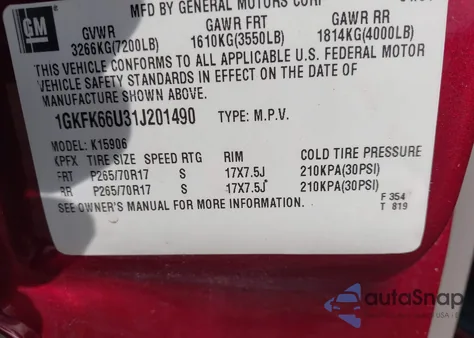 MFD BY GENERAL MOTORS CORP
GM
GVWR GAWR FRT GAWR RR
3266KG(7200LB) 1610KG(3550LB) 1814KG(4000LB)
THIS VEHICLE CONFORMS TO ALL APPLICABLE U.S. FEDERAL MOTOR
VEHICLE SAFETY STANDARDS IN EFFECT ON THE DATE OF
MANUFACTURE SHOWN ABOVE.
1GKFK66U31J201490 TYPE: M.P.V.
MODEL: K15906
KPFX TIRE SIZE SPEED RTG RIM COLD TIRE PRESSURE
FRT P265/70R17 S 17X7.5J 210KPA(30PSI)
RR P265/70R17 S 17X7.5J 210KPA(30PSI)
SEE OWNER'S MANUAL FOR MORE INFORMATION.
F 354
T 819
autoSnap